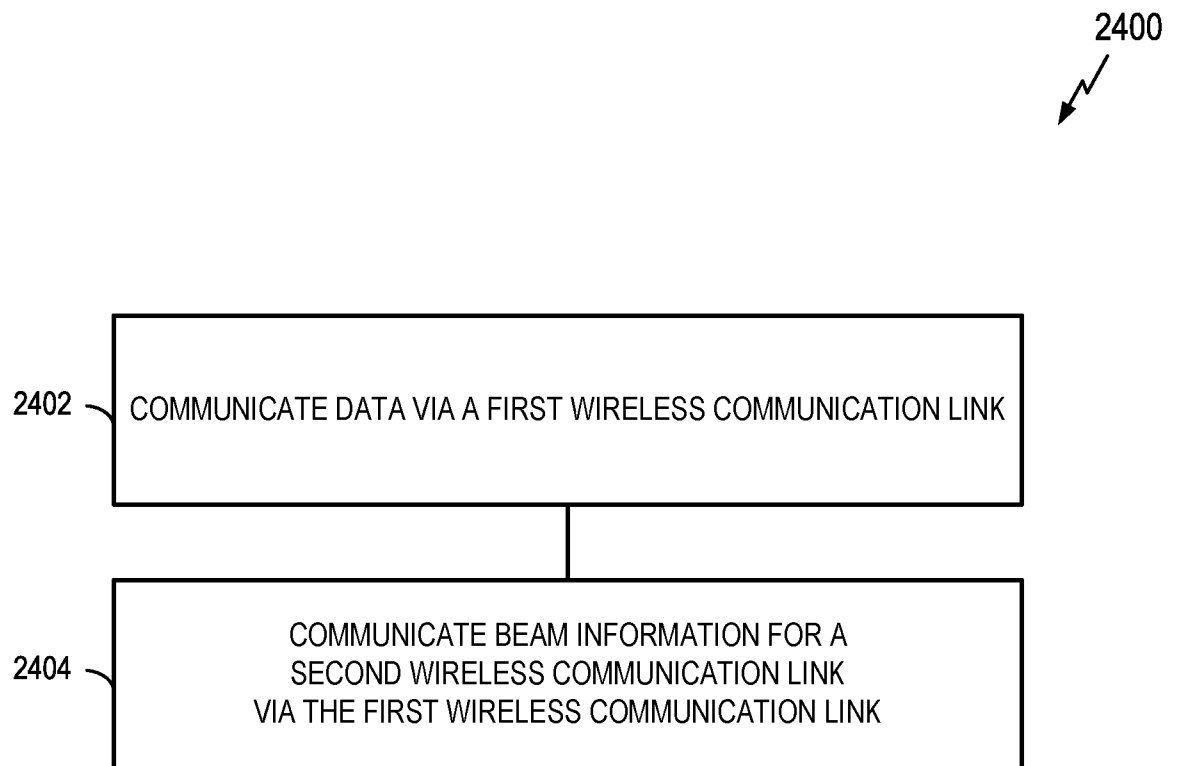 2400
2402
COMMUNICATE DATA VIA A FIRST WIRELESS COMMUNICATION LINK
2404
COMMUNICATE BEAM INFORMATION FOR A
SECOND WIRELESS COMMUNICATION LINK
VIA THE FIRST WIRELESS COMMUNICATION LINK